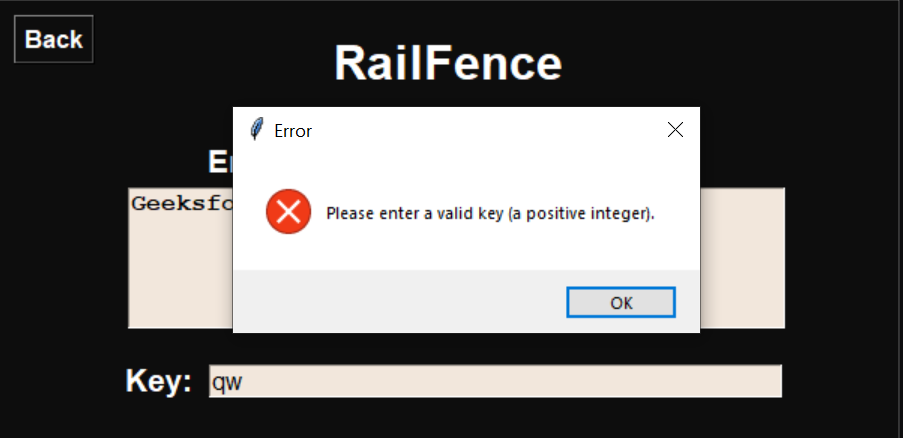 Back
RailFence
Error
Please enter a valid key (a positive integer).
OK
Key:
qw